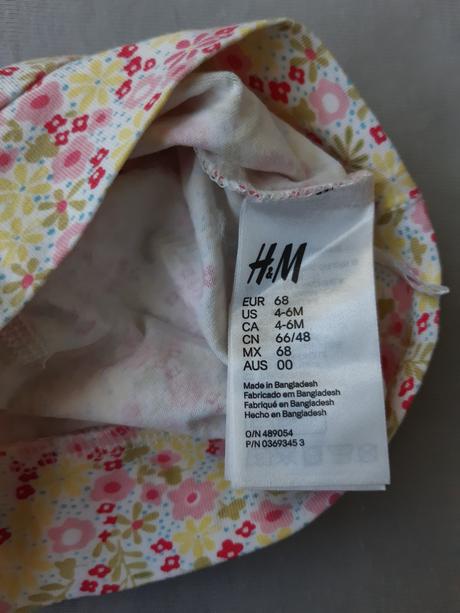 H&M
EUR 68
US 4-6M
CA 4-6M
CN 66/48
MX 68
AUS 00
Made in Bangladesh
Fabricado em Bangladesh
Fabriqué en Bangladesh
Hecho en Bangladesh
O/N 489054
P/N 0369345 3